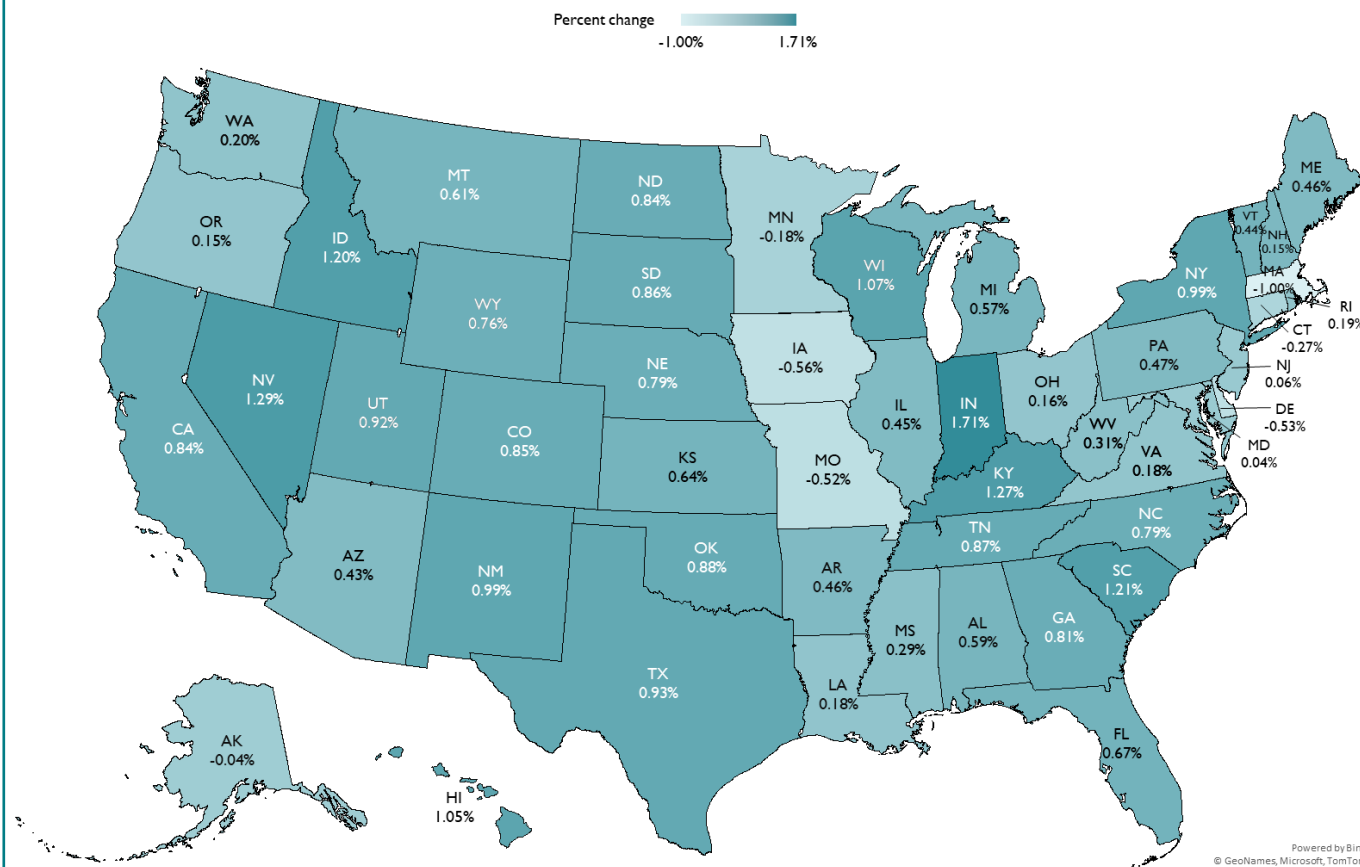 Percent change
-1.00% 1.71%
WA
0.20%
OR
0.15%
ID
1.20%
MT
0.61%
ND
0.84%
MN
-0.18%
WI
1.07%
MI
0.57%
ME
0.46%
VT
0.44%
NH
0.15%
MA
-1.00%
NY
0.99%
RI
0.19%
CT
-0.27%
NJ
0.06%
DE
-0.53%
MD
0.04%
PA
0.47%
SD
0.86%
WY
0.76%
IA
-0.56%
NE
0.79%
NV
1.29%
UT
0.92%
CA
0.84%
CO
0.85%
KS
0.64%
MO
-0.52%
IL
0.45%
IN
1.71%
OH
0.16%
WV
0.31%
VA
0.18%
KY
1.27%
TN
0.87%
NC
0.79%
SC
1.21%
AZ
0.43%
NM
0.99%
OK
0.88%
AR
0.46%
MS
0.29%
AL
0.59%
GA
0.81%
TX
0.93%
LA
0.18%
FL
0.67%
AK
-0.04%
HI
1.05%
Powered by Bin
© GeoNames, Microsoft, TomTo